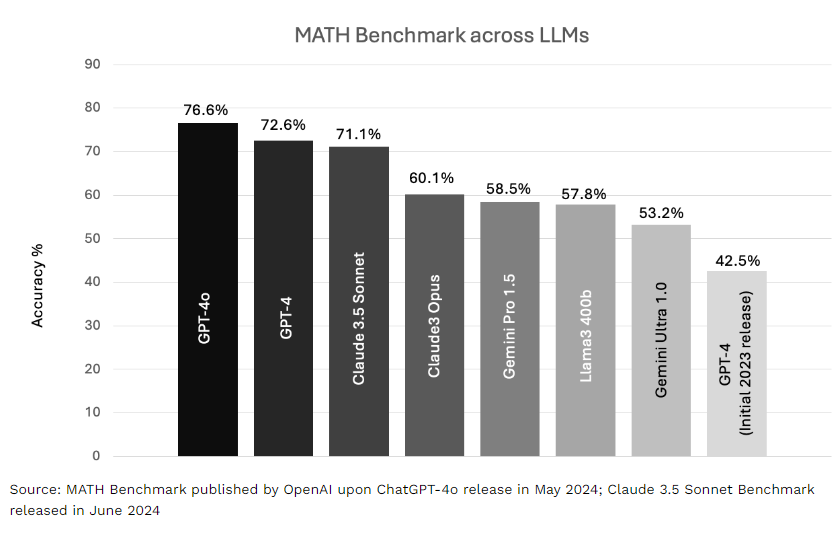 MATH Benchmark across LLMs
90
80
70
60
50
40
30
20
10
0
Accuracy %
76.6%
72.6%
71.1%
60.1%
58.5%
57.8%
53.2%
42.5%
GPT-4o
GPT-4
Claude 3.5 Sonnet
Claude3 Opus
Gemini Pro 1.5
Llama3 400b
Gemini Ultra 1.0
GPT-4
(Initial 2023 release)
Source: MATH Benchmark published by OpenAI upon ChatGPT-4o release in May 2024; Claude 3.5 Sonnet Benchmark
released in June 2024